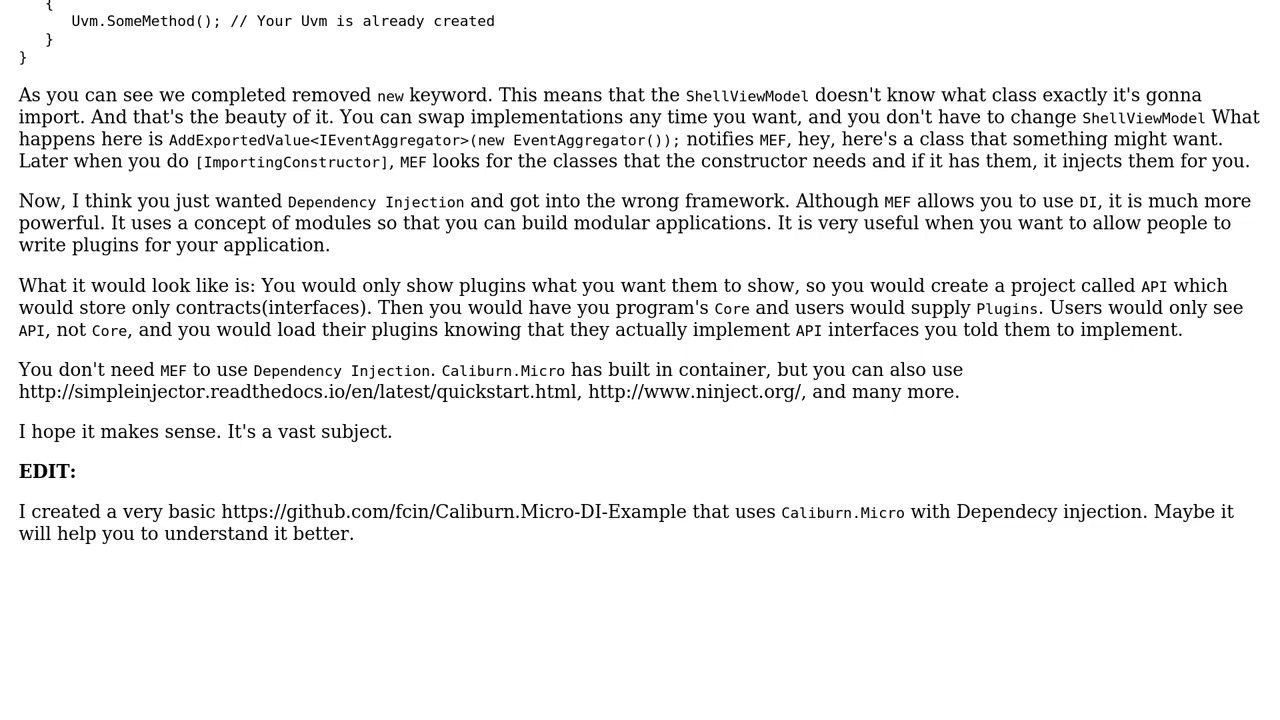 {
Uvm.SomeMethod(); // Your Uvm is already created
}
}
As you can see we completed removed new keyword. This means that the ShellViewModel doesn't know what class exactly it's gonna
import. And that's the beauty of it. You can swap implementations any time you want, and you don't have to change ShellViewModel What
happens here is AddExportedValue<IEventAggregator>(new EventAggregator()); notifies MEF, hey, here's a class that something might want.
Later when you do [ImportingConstructor], MEF looks for the classes that the constructor needs and if it has them, it injects them for you.
Now, I think you just wanted Dependency Injection and got into the wrong framework. Although MEF allows you to use DI, it is much more
powerful. It uses a concept of modules so that you can build modular applications. It is very useful when you want to allow people to
write plugins for your application.
What it would look like is: You would only show plugins what you want them to show, so you would create a project called API which
would store only contracts(interfaces). Then you would have you program's Core and users would supply Plugins. Users would only see
API, not Core, and you would load their plugins knowing that they actually implement API interfaces you told them to implement.
You don't need MEF to use Dependency Injection. Caliburn.Micro has built in container, but you can also use
http://simpleinjector.readthedocs.io/en/latest/quickstart.html, http://www.ninject.org/, and many more.
I hope it makes sense. It's a vast subject.
EDIT:
I created a very basic https://github.com/fcin/Caliburn.Micro-DI-Example that uses Caliburn.Micro with Dependecy injection. Maybe it
will help you to understand it better.